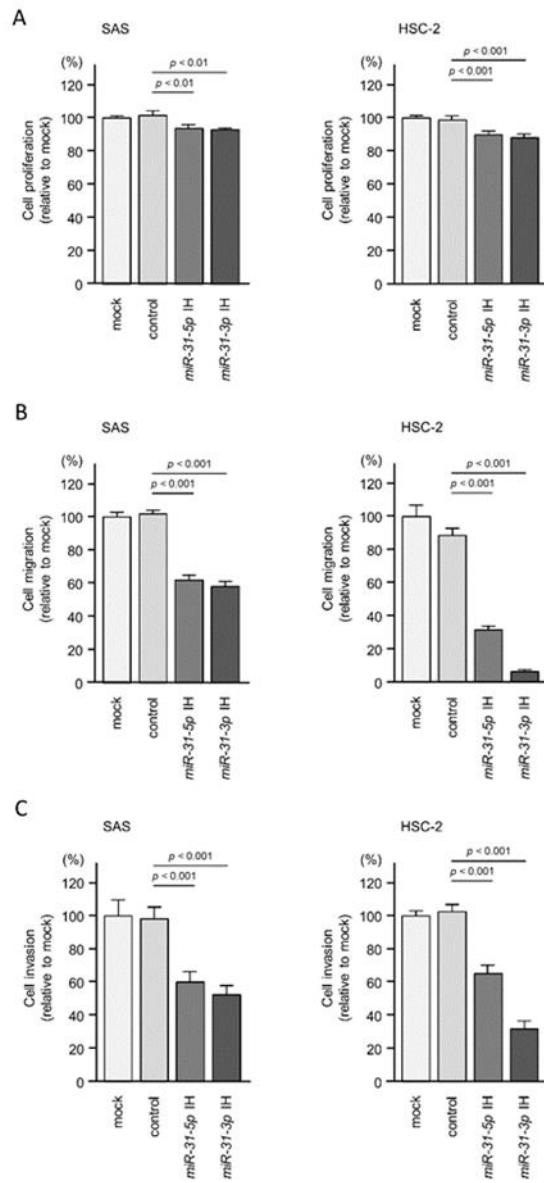 A
SAS
HSC-2
(%)
p < 0.01
p < 0.01
120
100
80
60
40
20
0
Cell proliferation
(relative to mock)
mock
control
miR-31-5p IH
miR-31-3p IH
(%)
p < 0.001
p < 0.001
120
100
80
60
40
20
0
Cell proliferation
(relative to mock)
mock
control
miR-31-5p IH
miR-31-3p IH
B
SAS
HSC-2
(%)
p < 0.001
p < 0.001
120
100
80
60
40
20
0
Cell migration
(relative to mock)
mock
control
miR-31-5p IH
miR-31-3p IH
(%)
p < 0.001
p < 0.001
120
100
80
60
40
20
0
Cell migration
(relative to mock)
mock
control
miR-31-5p IH
miR-31-3p IH
C
SAS
HSC-2
(%)
p < 0.001
p < 0.001
120
100
80
60
40
20
0
Cell invasion
(relative to mock)
mock
control
miR-31-5p IH
miR-31-3p IH
(%)
p < 0.001
p < 0.001
120
100
80
60
40
20
0
Cell invasion
(relative to mock)
mock
control
miR-31-5p IH
miR-31-3p IH